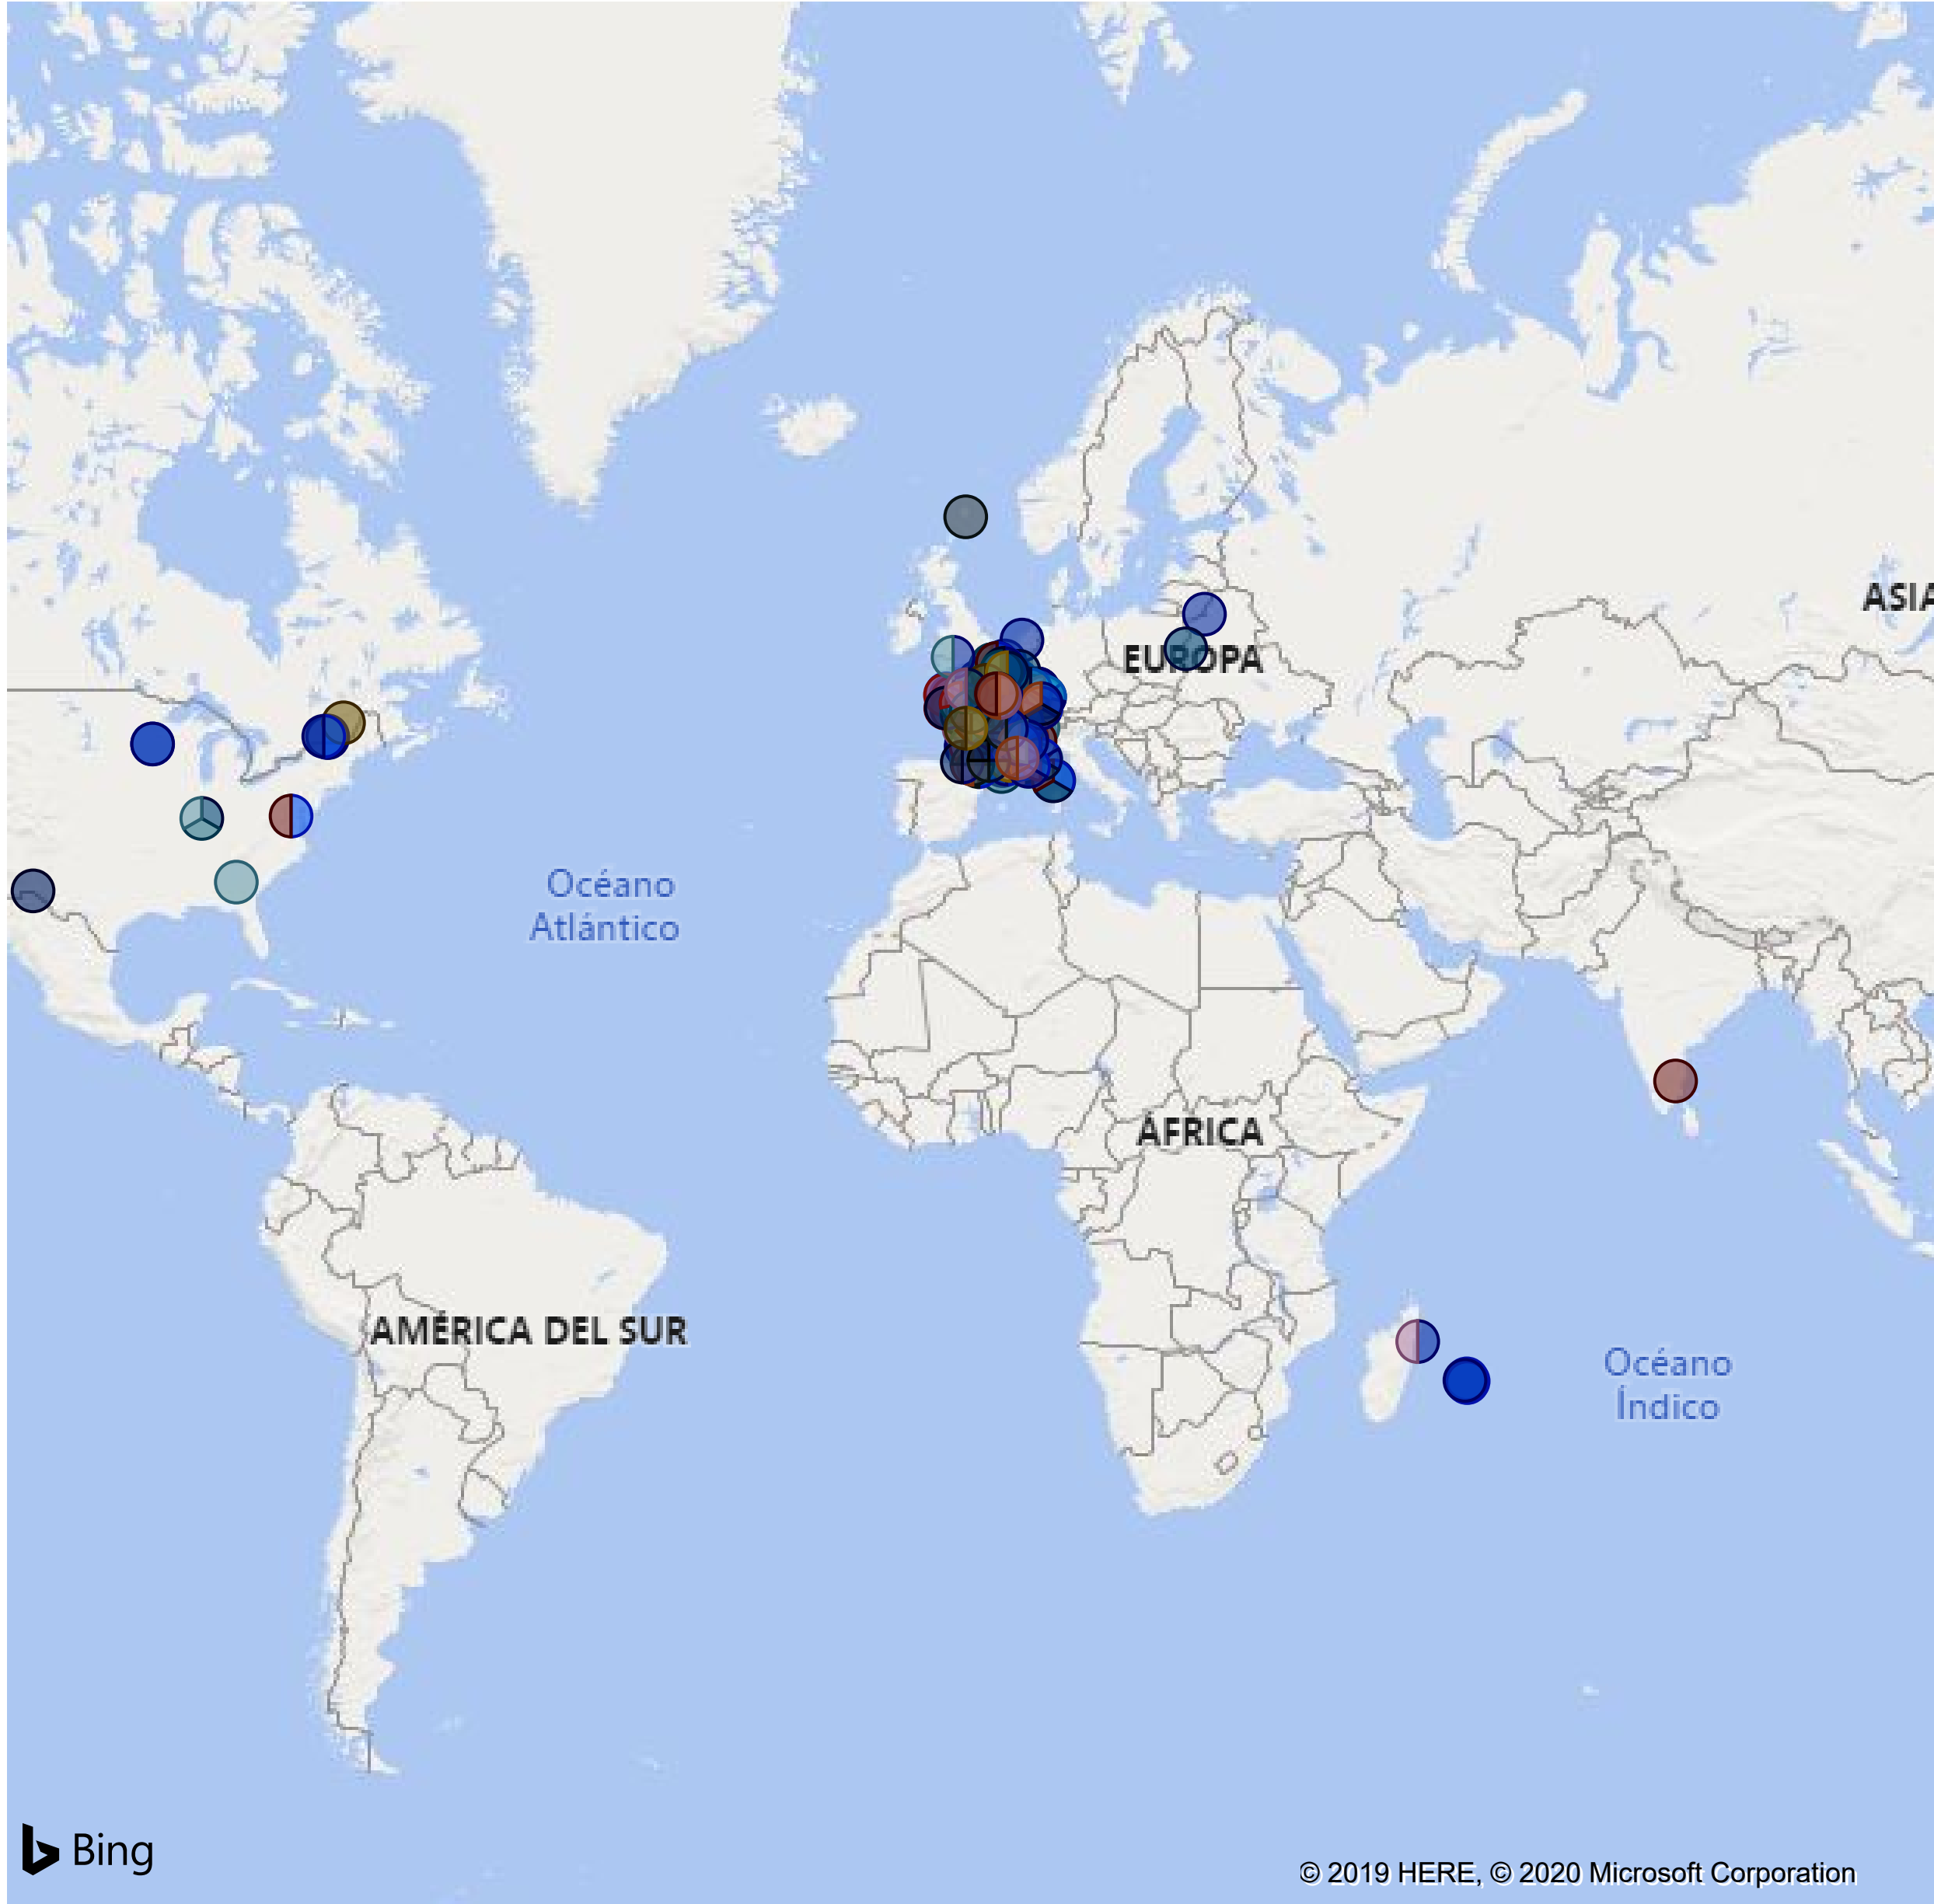 ASIA
EUROPA
Océano
Atlántico
ÁFRICA
AMÉRICA DEL SUR
Océano
Índico
Bing
© 2019 HERE, © 2020 Microsoft Corporation